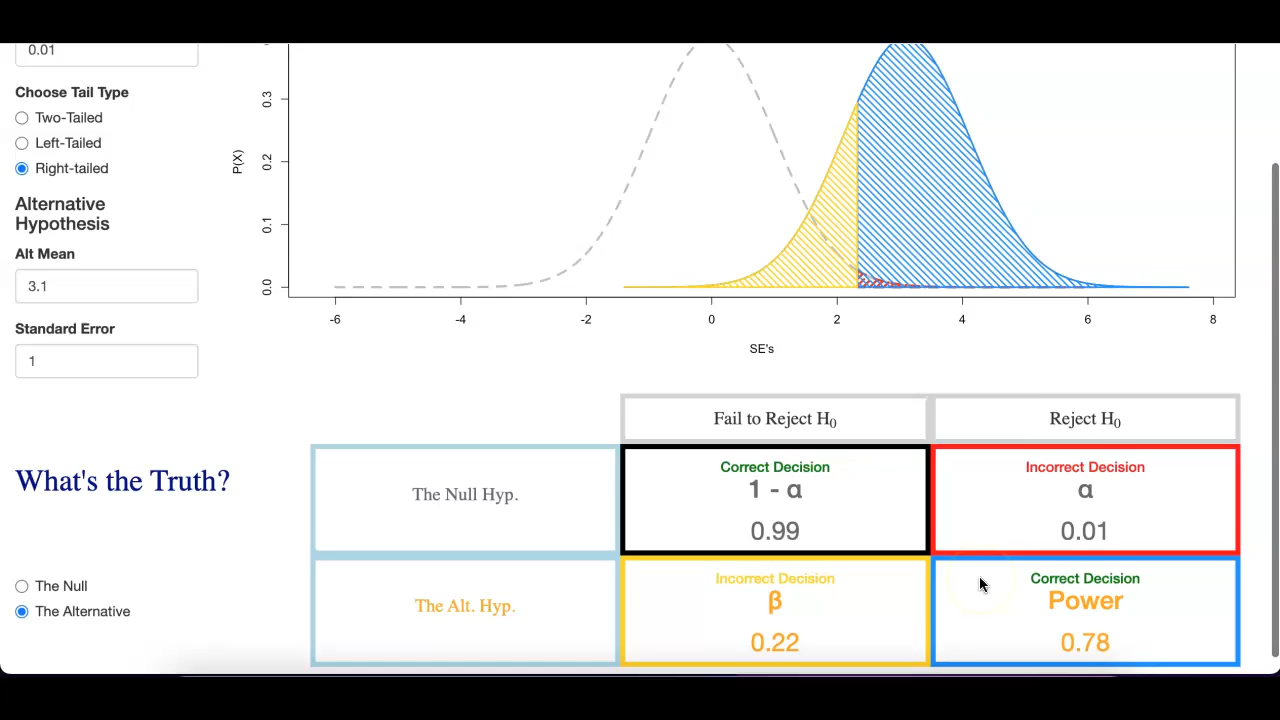 0.01
Choose Tail Type
Two-Tailed
Left-Tailed
Right-tailed
Alternative
Hypothesis
Alt Mean
3.1
Standard Error
1
P(X)
0.3
0.2
0.1
0.0
-6 -4 -2 0 2 4 6 8
SE's
Fail to Reject H₀ Reject H₀
What's the Truth?
The Null Hyp.
Correct Decision
1 - α
0.99
Incorrect Decision
α
0.01
The Null
The Alternative
The Alt. Hyp.
Incorrect Decision
β
0.22
Correct Decision
Power
0.78